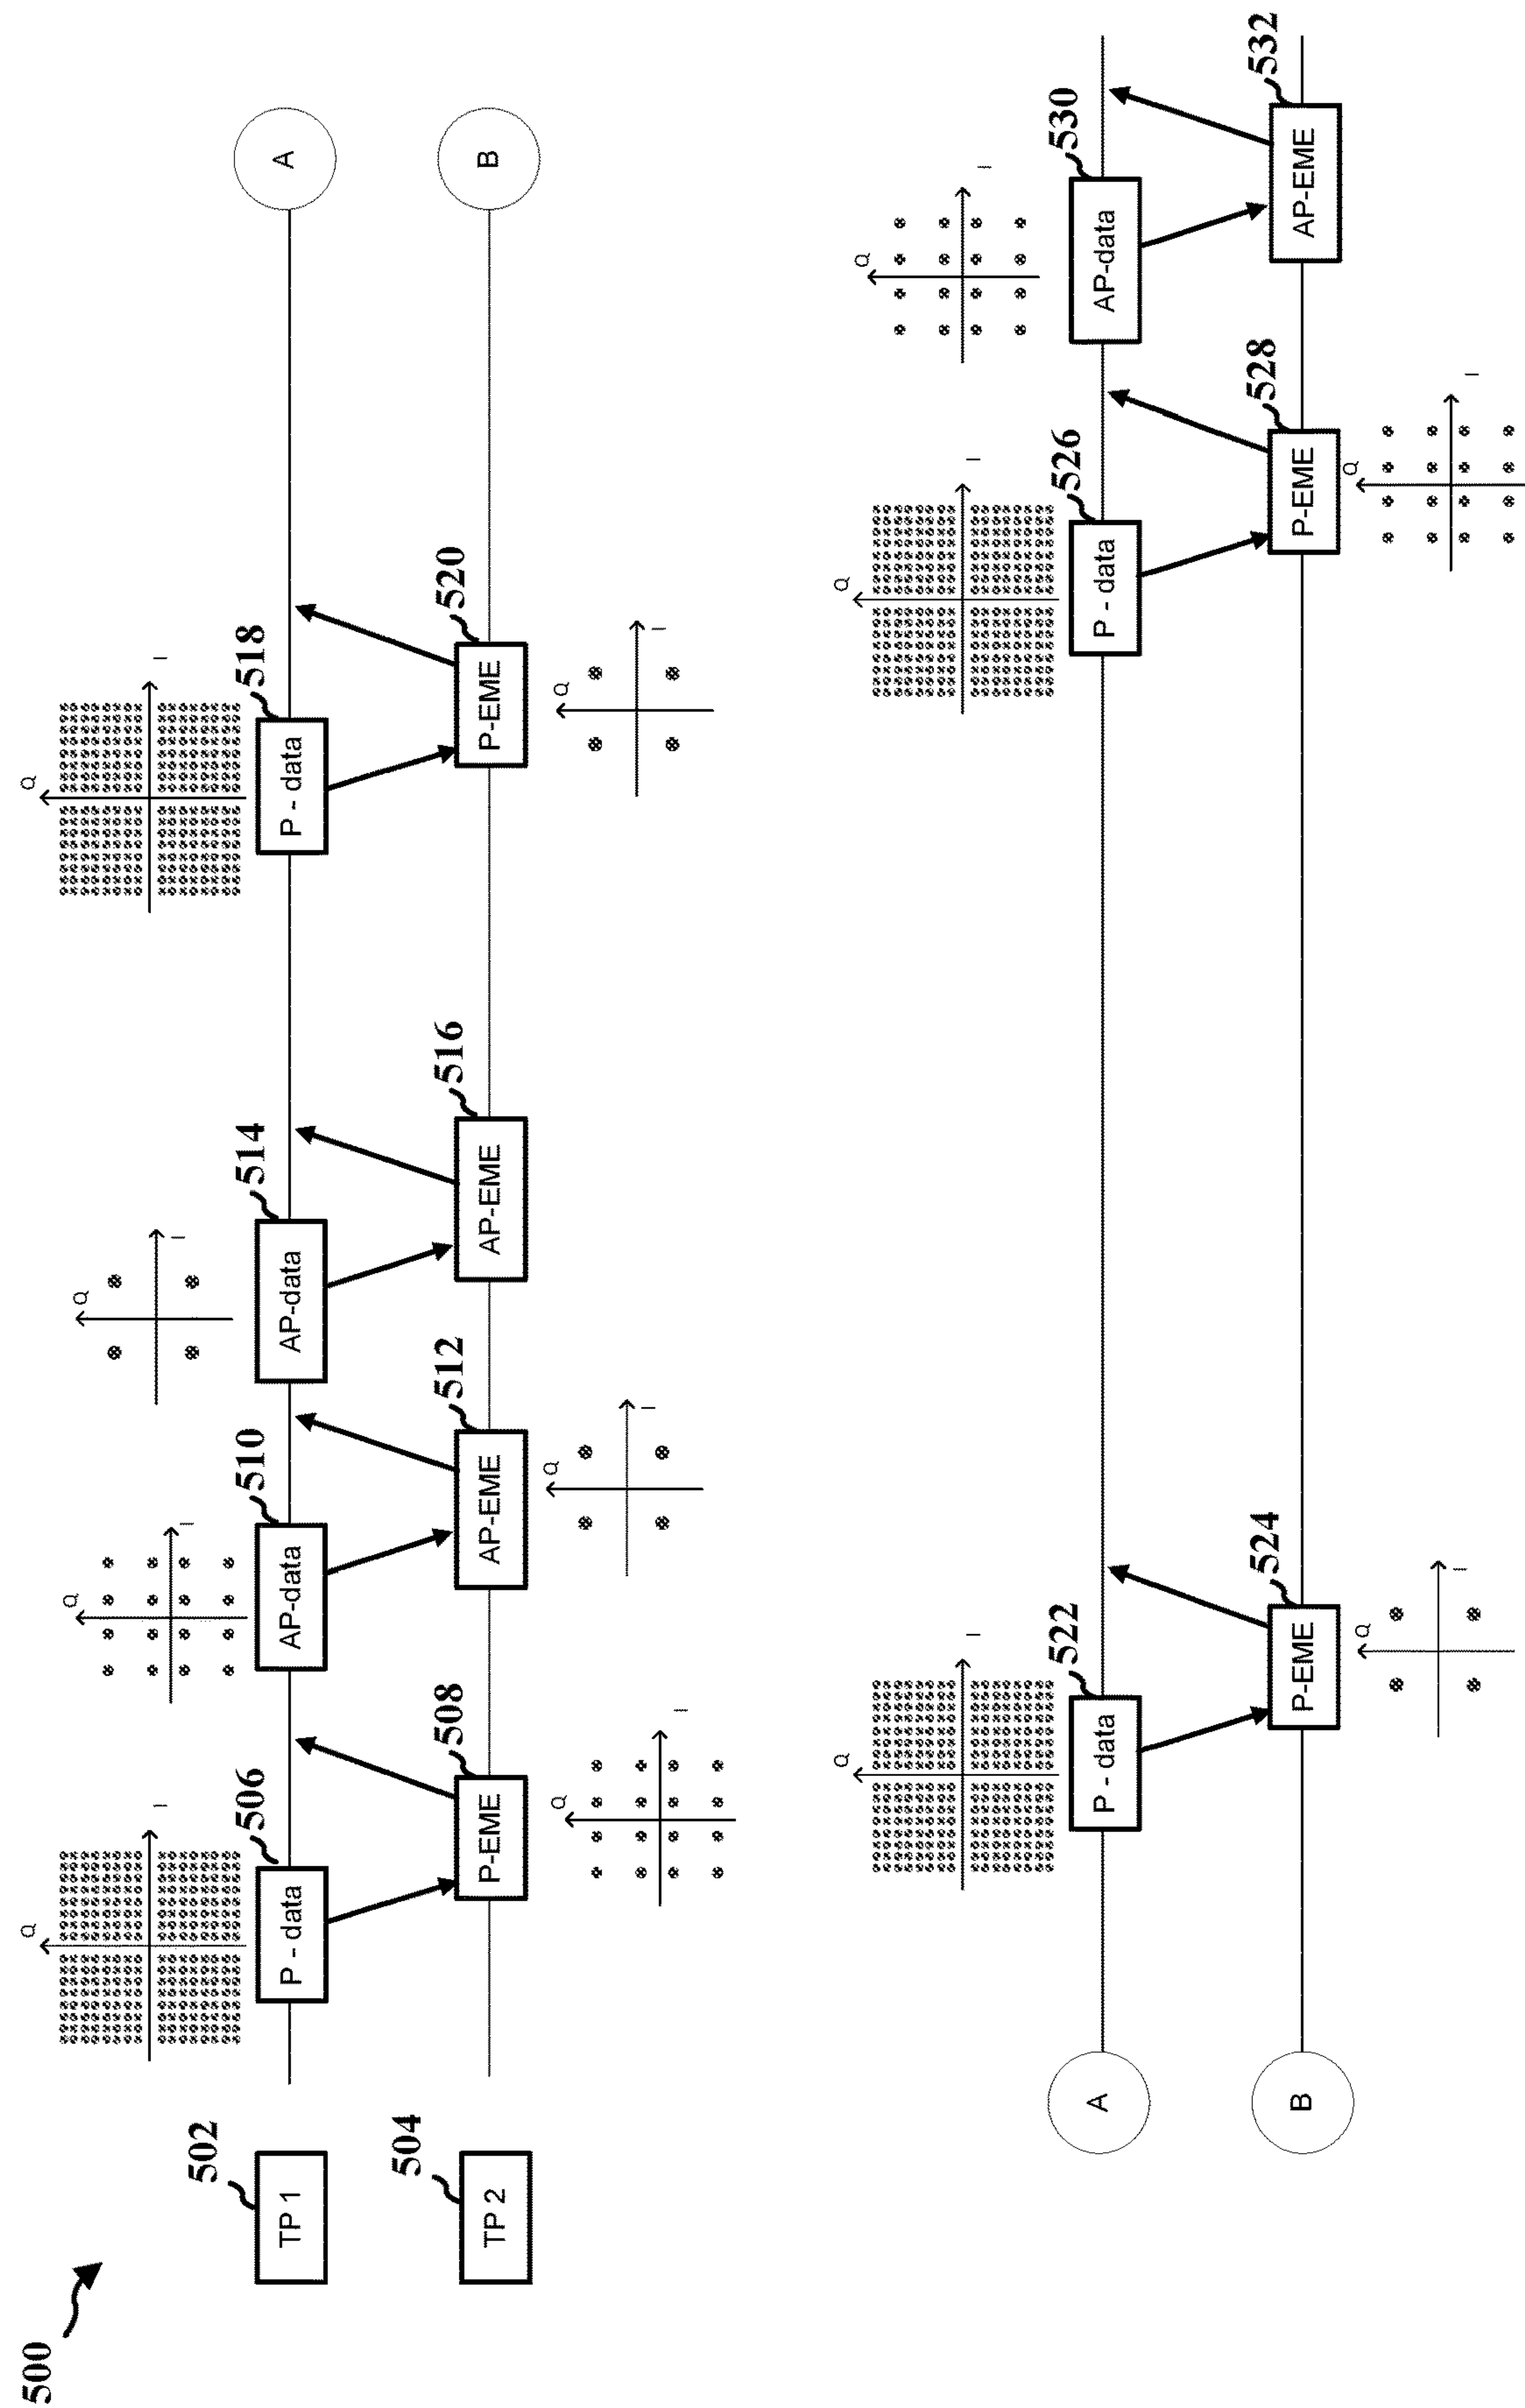 500
TP 1
502
TP 2
504
Q
I
P - data
506
P-EME
508
Q
I
Q
I
AP-data
510
AP-EME
512
Q
I
Q
I
AP-data
514
AP-EME
516
Q
I
P - data
518
P-EME
520
Q
I
A
B
A
B
Q
I
P - data
522
P-EME
524
Q
I
Q
I
P - data
526
P-EME
528
Q
I
Q
I
AP-data
530
AP-EME
532